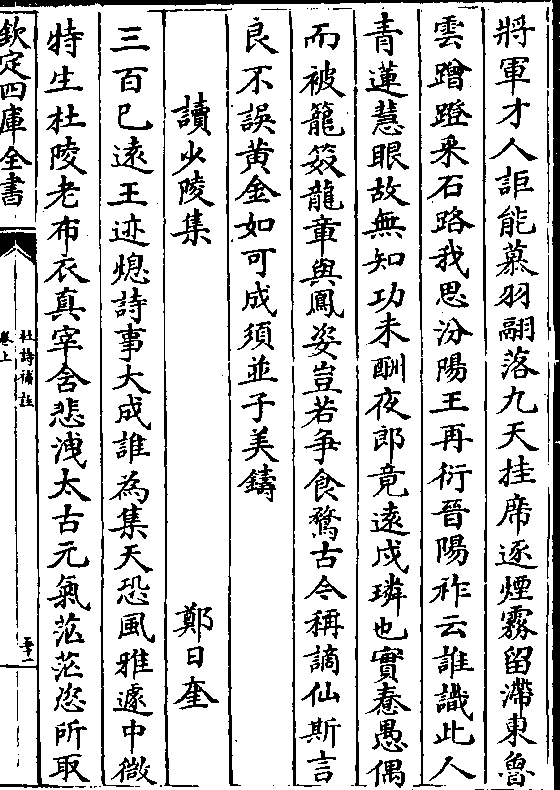 將軍才人詎能慕羽翮落九天挂席逐煙霧留滯東魯
雲蹭蹬采石路我思汾陽王再衍晉陽祚云誰識此人
青蓮慧眼故無知功未酬夜郎竟遠戍璘也實惷愚偶
而被籠笯龍章與鳳姿豈若爭食鶩古今稱謫仙斯言
良不誤黄金如可成須並子美鑄
讀少陵集
鄭日奎
三百已遠王迹熄詩事大成誰為集天恐風雅遽中微
特生杜陵老布衣真宰含悲洩太古元氣茫茫恣所取
欽定四庫全書
杜詩補註
卷上